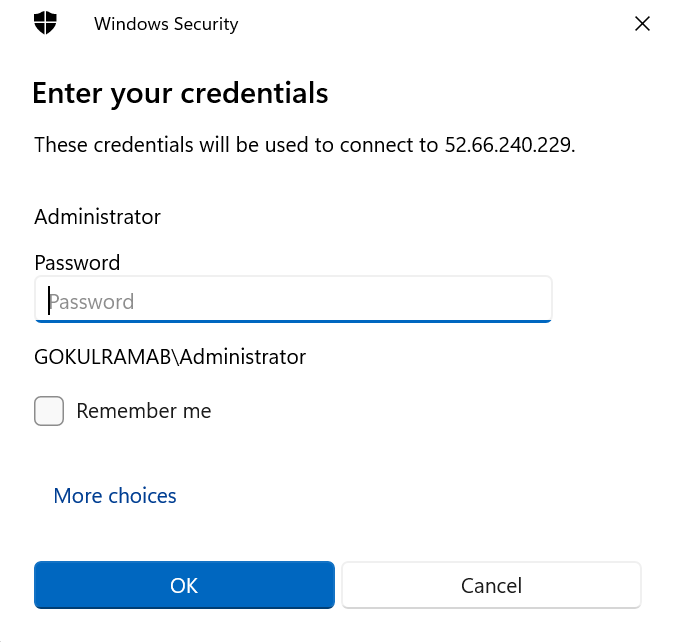 Windows Security
Enter your credentials
These credentials will be used to connect to 52.66.240.229.
Administrator
Password
Password
GOKULRAMAB\Administrator
Remember me
More choices
OK
Cancel